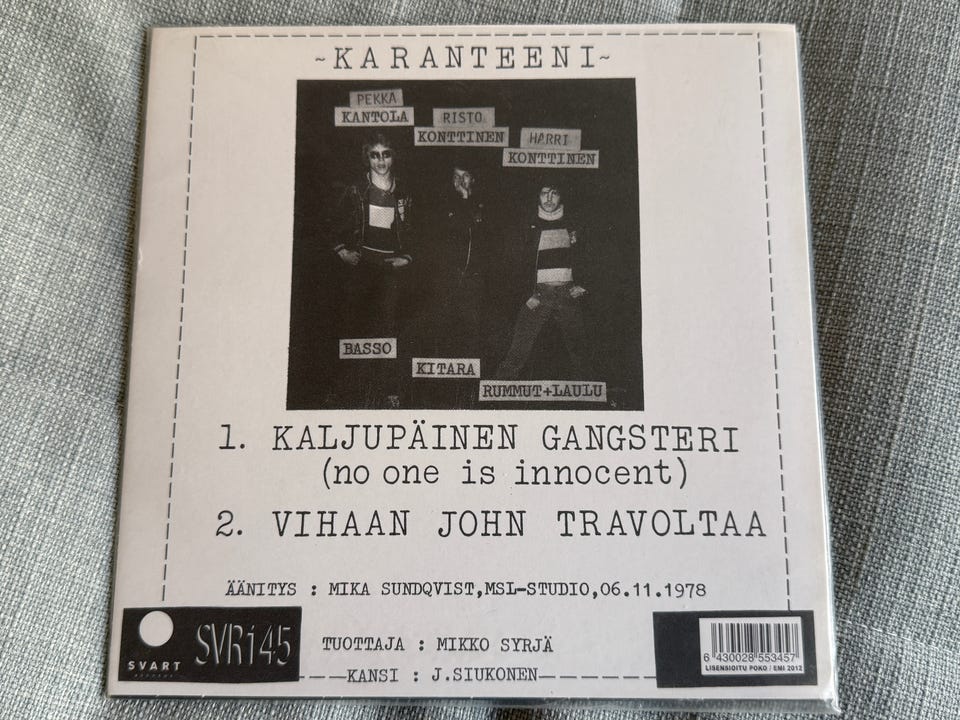 ~KARANTEENI~
PEKKA
KANTOLA
RISTO
KONTTINEN
HARRI
KONTTINEN
BASSO
KITARA
RUMMUT+LAULU
1. KALJUPÄINEN GANGSTERI
(no one is innocent)
2. VIHAAN JOHN TRAVOLTAA
ÄÄNITYS : MIKA SUNDQVIST,MSL-STUDIO,06.11.1978
TUOTTAJA : MIKKO SYRJÄ
KANSI : J.SIUKONEN
SVART
RECORDS
SVR145
6 430028 553457
LISENSIOITU POKO / EMI 2012